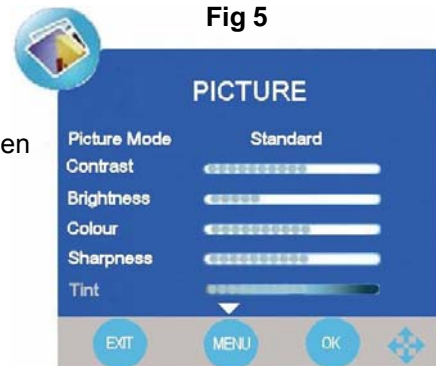 Fig 5
PICTURE
en
Picture Mode Standard
Contrast
Brightness
Colour
Sharpness
Tint
EXIT MENU OK